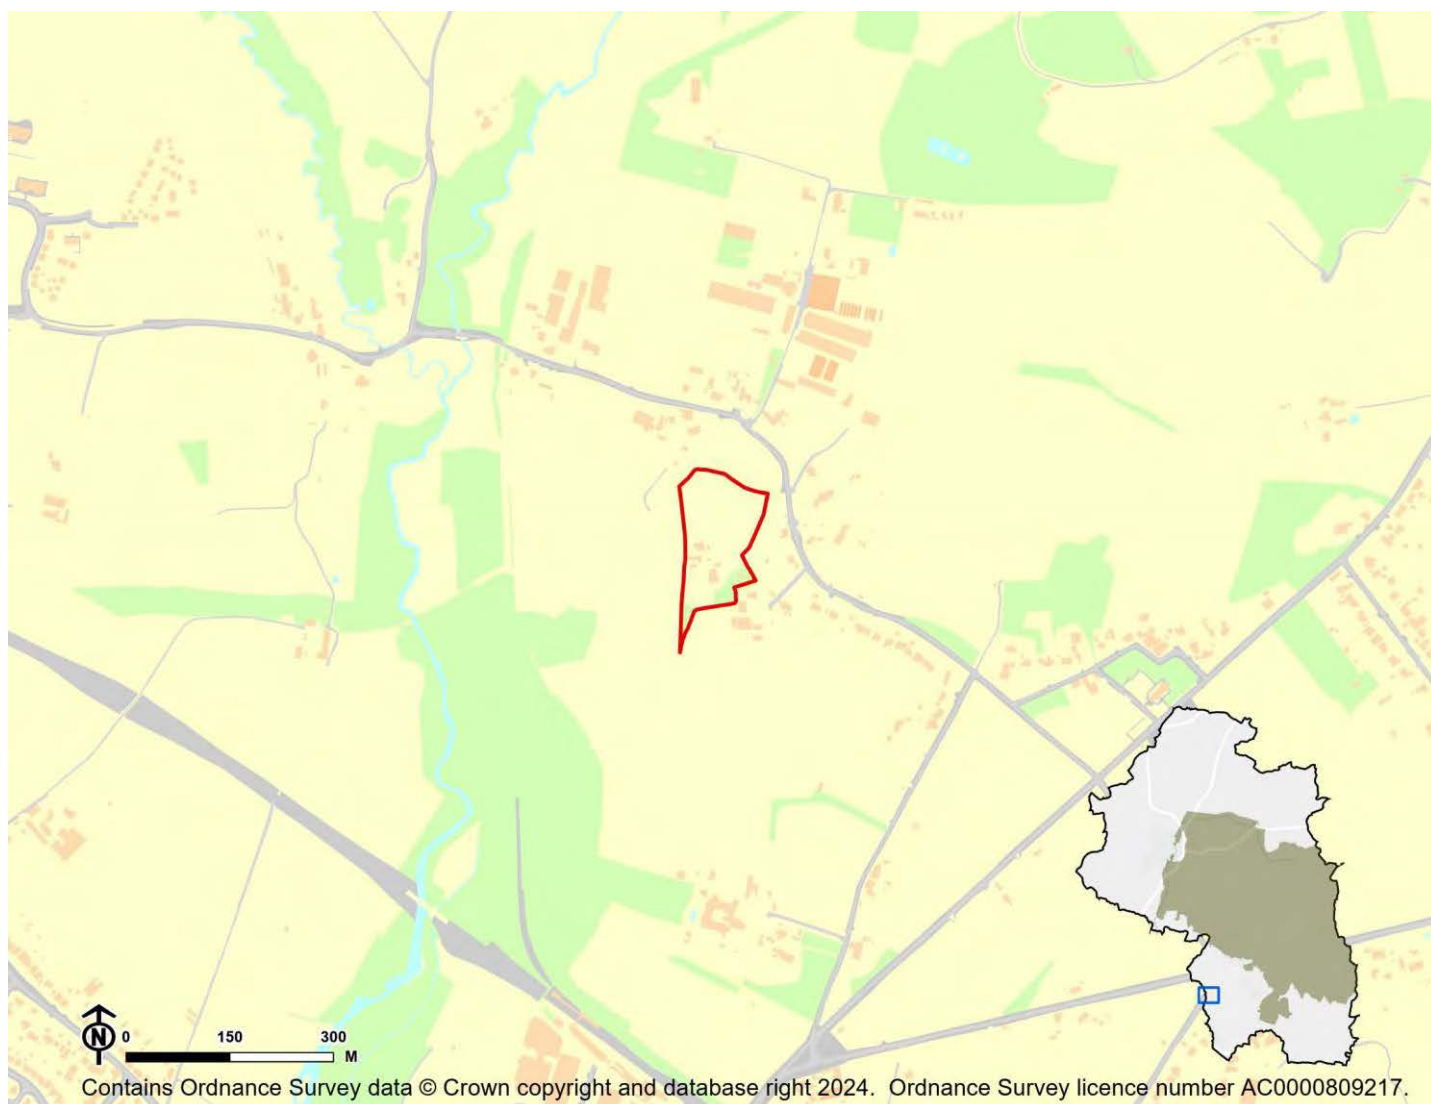 N
0 150 300
M
Contains Ordnance Survey data © Crown copyright and database right 2024. Ordnance Survey licence number AC0000809217.